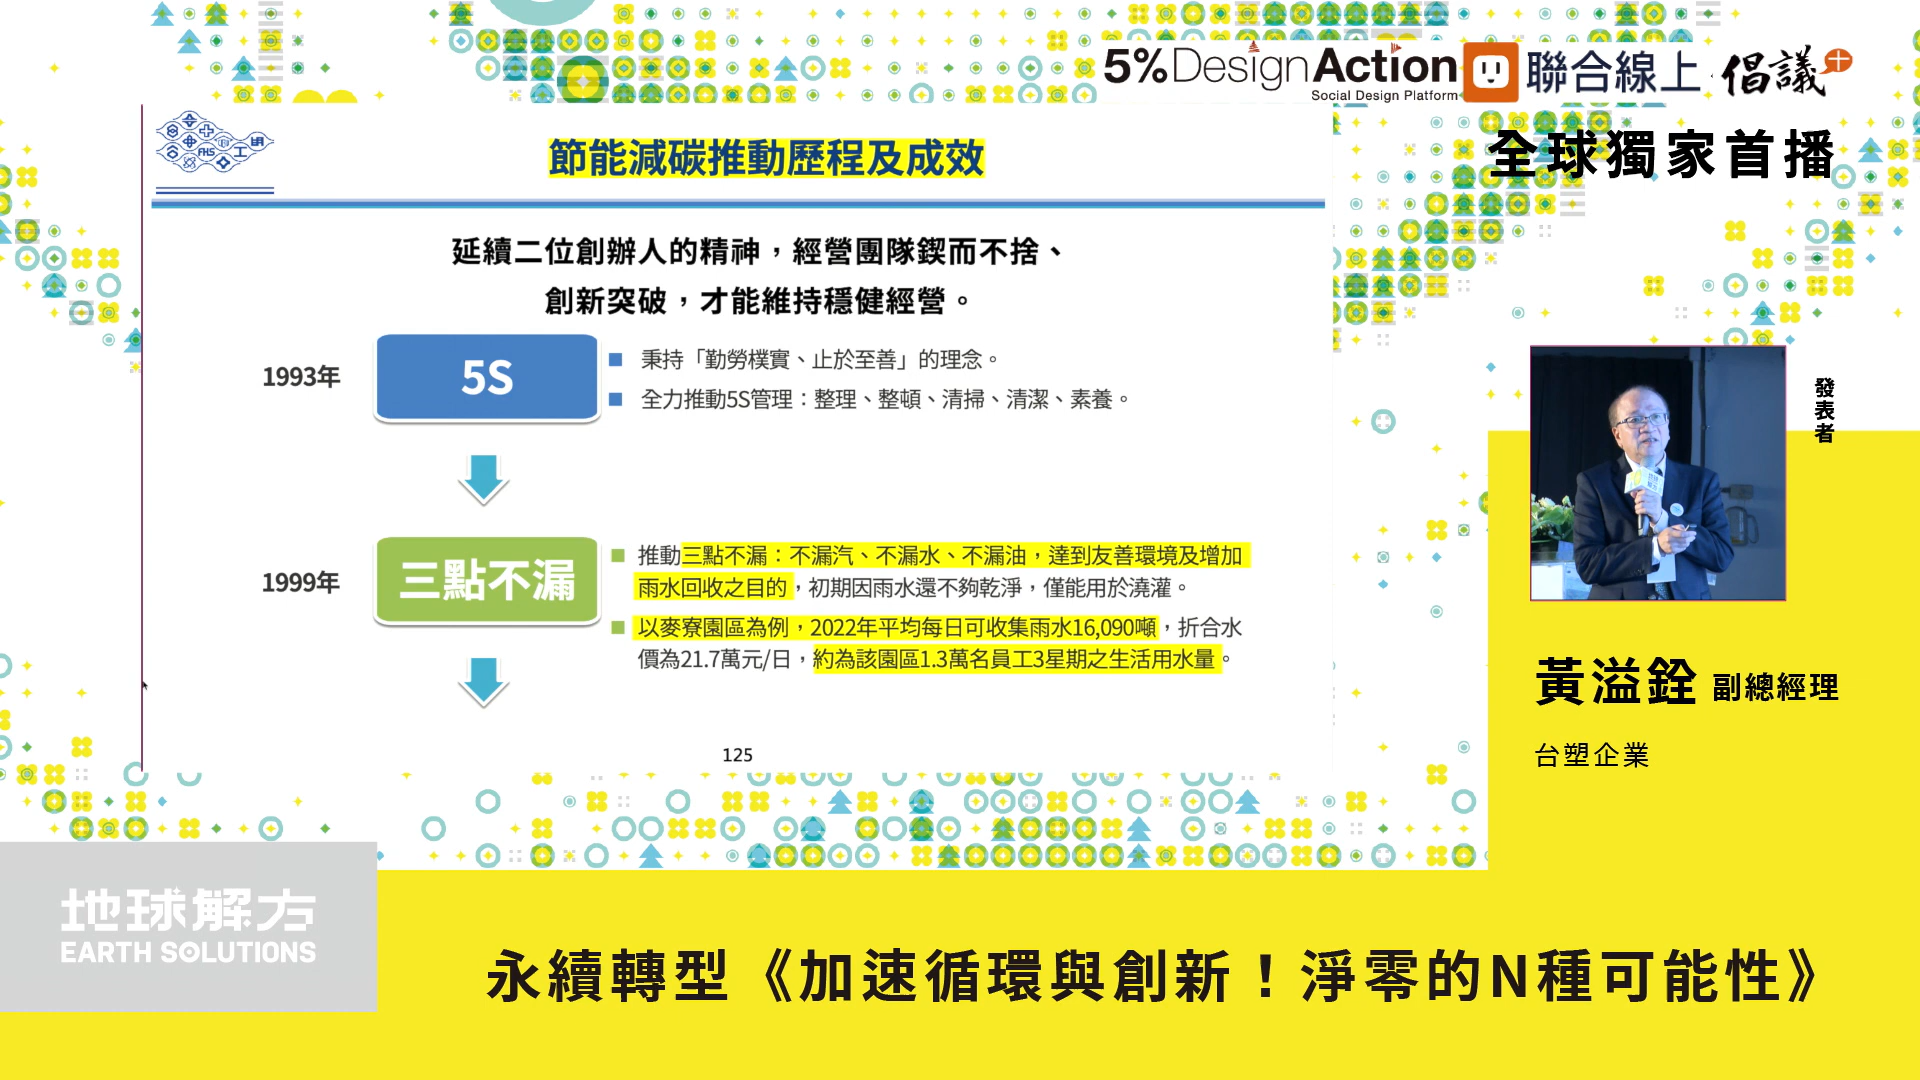 5%DesignAction
Social Design Platform
聯合線上
倡議
全球獨家首播
FHS 工 明
節能減碳推動歷程及成效
延續二位創辦人的精神，經營團隊鍥而不捨、
創新突破，才能維持穩健經營。
1993年
5S
秉持「勤勞樸實、止於至善」的理念。
全力推動5S管理：整理、整頓、清掃、清潔、素養。
1999年
三點不漏
推動三點不漏：不漏汽、不漏水、不漏油，達到友善環境及增加
雨水回收之目的，初期因雨水還不夠乾淨，僅能用於澆灌。
以麥寮園區為例，2022年平均每日可收集雨水16,090噸，折合水
價為21.7萬元/日，約為該園區1.3萬名員工3星期之生活用水量。
125
發表者
黃溢銓 副總經理
台塑企業
地球解方
EARTH SOLUTIONS
永續轉型《加速循環與創新！淨零的N種可能性》